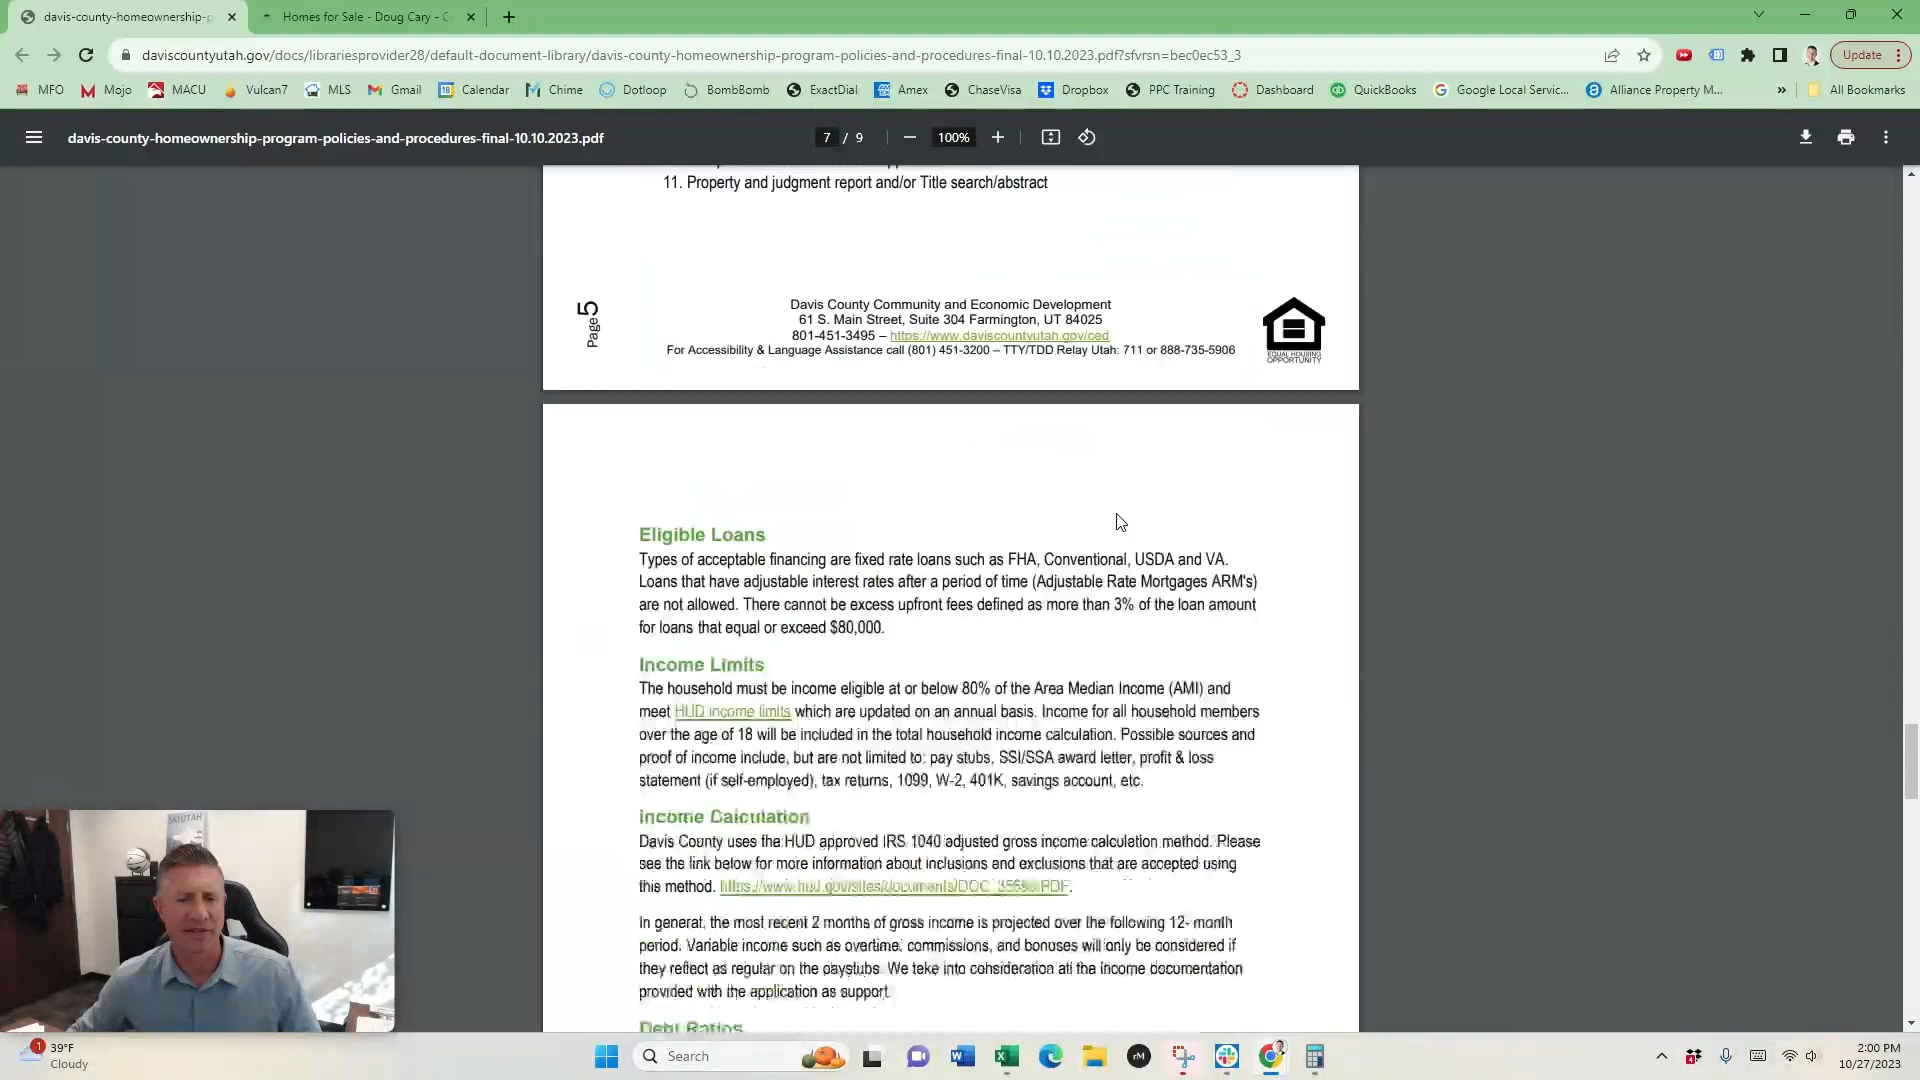 davis-county-homeownership-p
Homes for Sale - Doug Cary - C
daviscountyutah.gov/docs/librariesprovider28/default-document-library/davis-county-homeownership-program-policies-and-procedures-final-10.10.2023.pdf?sfvrsn=bec0ec53_3
Update
MFO Mojo MACU Vulcan7 MLS Gmail Calendar Chime Dotloop BombBomb ExactDial Amex ChaseVisa Dropbox PPC Training Dashboard QuickBooks Google Local Servic... Alliance Property M... » All Bookmarks
davis-county-homeownership-program-policies-and-procedures-final-10.10.2023.pdf 7 / 9 100%
11. Property and judgment report and/or Title search/abstract
Page 5
Davis County Community and Economic Development
61 S. Main Street, Suite 304 Farmington, UT 84025
801-451-3495 – https://www.daviscountyutah.gov/ced
For Accessibility & Language Assistance call (801) 451-3200 – TTY/TDD Relay Utah: 711 or 888-735-5906
EQUAL HOUSING
OPPORTUNITY
Eligible Loans
Types of acceptable financing are fixed rate loans such as FHA, Conventional, USDA and VA.
Loans that have adjustable interest rates after a period of time (Adjustable Rate Mortgages ARM's)
are not allowed. There cannot be excess upfront fees defined as more than 3% of the loan amount
for loans that equal or exceed $80,000.
Income Limits
The household must be income eligible at or below 80% of the Area Median Income (AMI) and
meet HUD income limits which are updated on an annual basis. Income for all household members
over the age of 18 will be included in the total household income calculation. Possible sources and
proof of income include, but are not limited to: pay stubs, SSI/SSA award letter, profit & loss
statement (if self-employed), tax returns, 1099, W-2, 401K, savings account, etc.
Income Calculation
Davis County uses the HUD approved IRS 1040 adjusted gross income calculation method. Please
see the link below for more information about inclusions and exclusions that are accepted using
this method.
In general, the most recent 2 months of gross income is projected over the following 12- month
period. Variable income such as overtime, commissions, and bonuses will only be considered if
they reflect as regular on the paystubs. We take into consideration all the income documentation
provided with the application as support.
Debt Ratios
SKI UTAH
1
39°F
Cloudy
Search
2:00 PM
10/27/2023